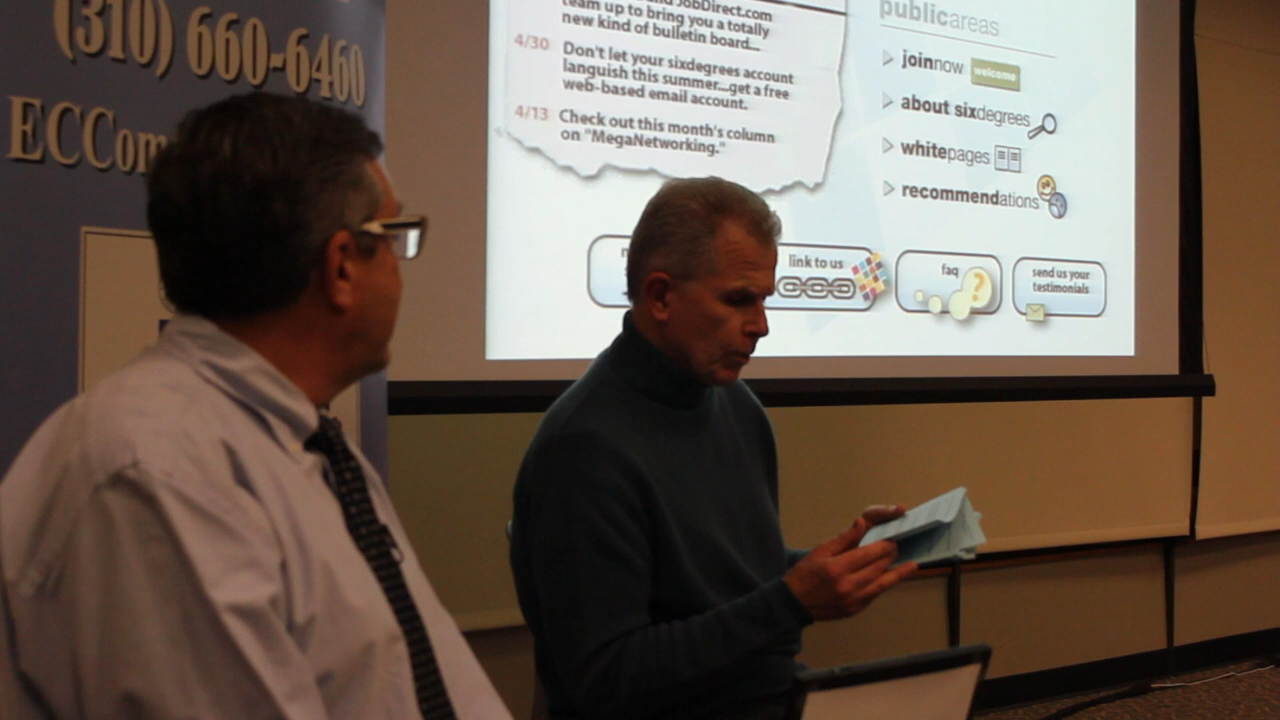 (310) 660-6460
ECCom
JobDirect.com
team up to bring you a totally
new kind of bulletin board...
4/30 Don't let your sixdegrees account
languish this summer...get a free
web-based email account.
4/13 Check out this month's column
on "MegaNetworking."
publicareas
joinnow welcome
about sixdegrees
whitepages
recommendations
link to us
faq
?
send us your
testimonials